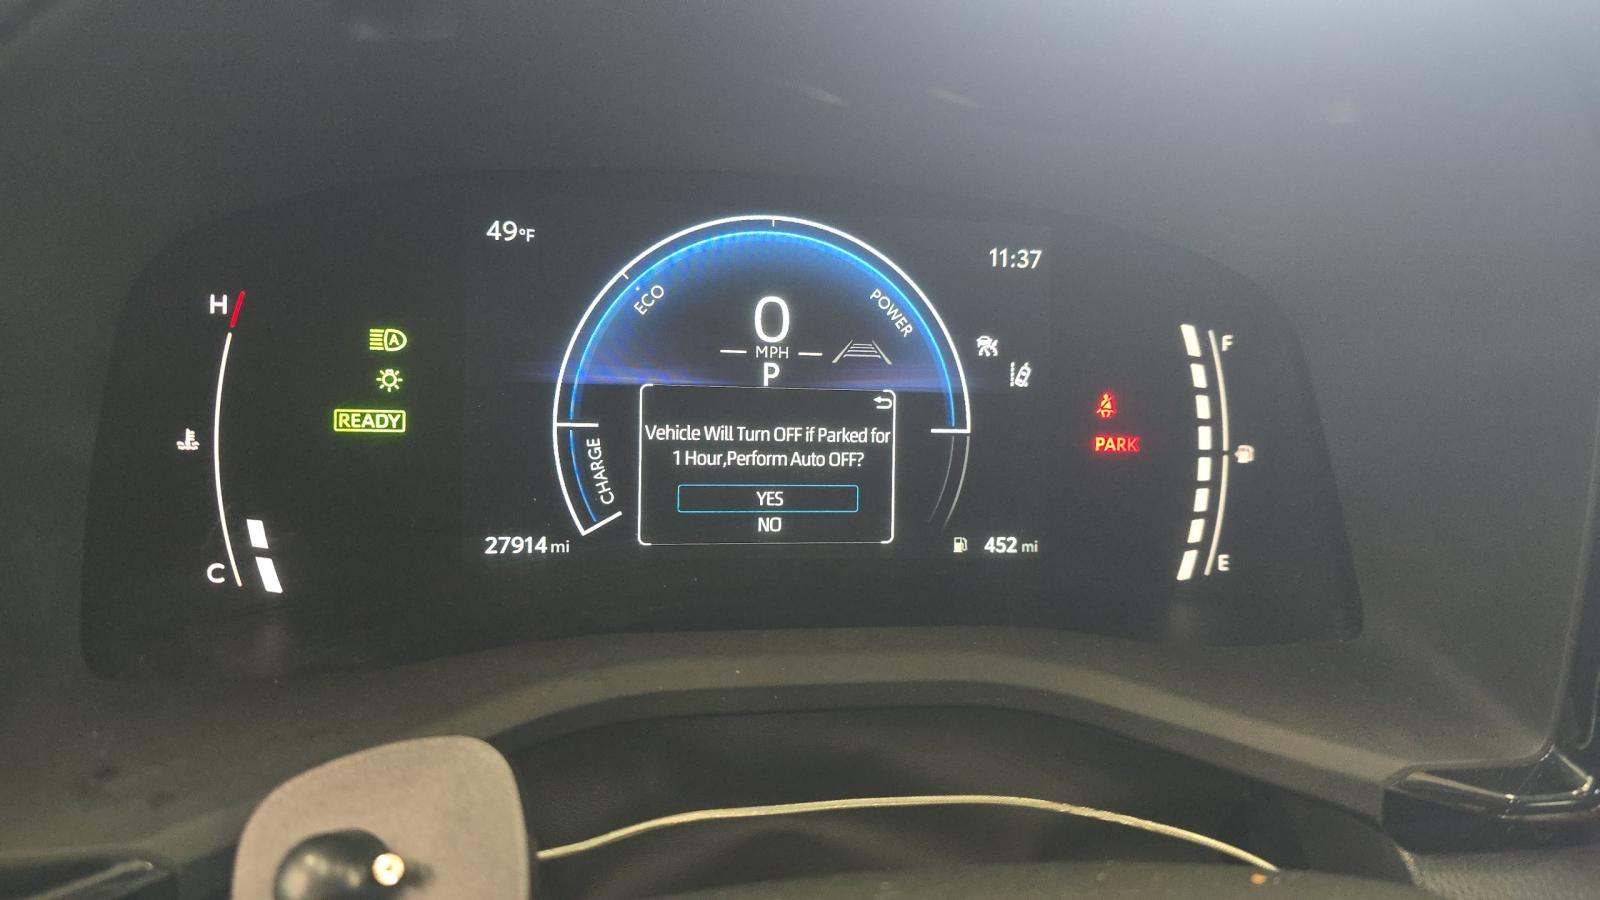 49°F
11:37
H
A
READY
C
ECO
POWER
CHARGE
0
MPH
P
Vehicle Will Turn OFF if Parked for
1 Hour,Perform Auto OFF?
YES
NO
27914 mi
452 mi
PARK
F
E